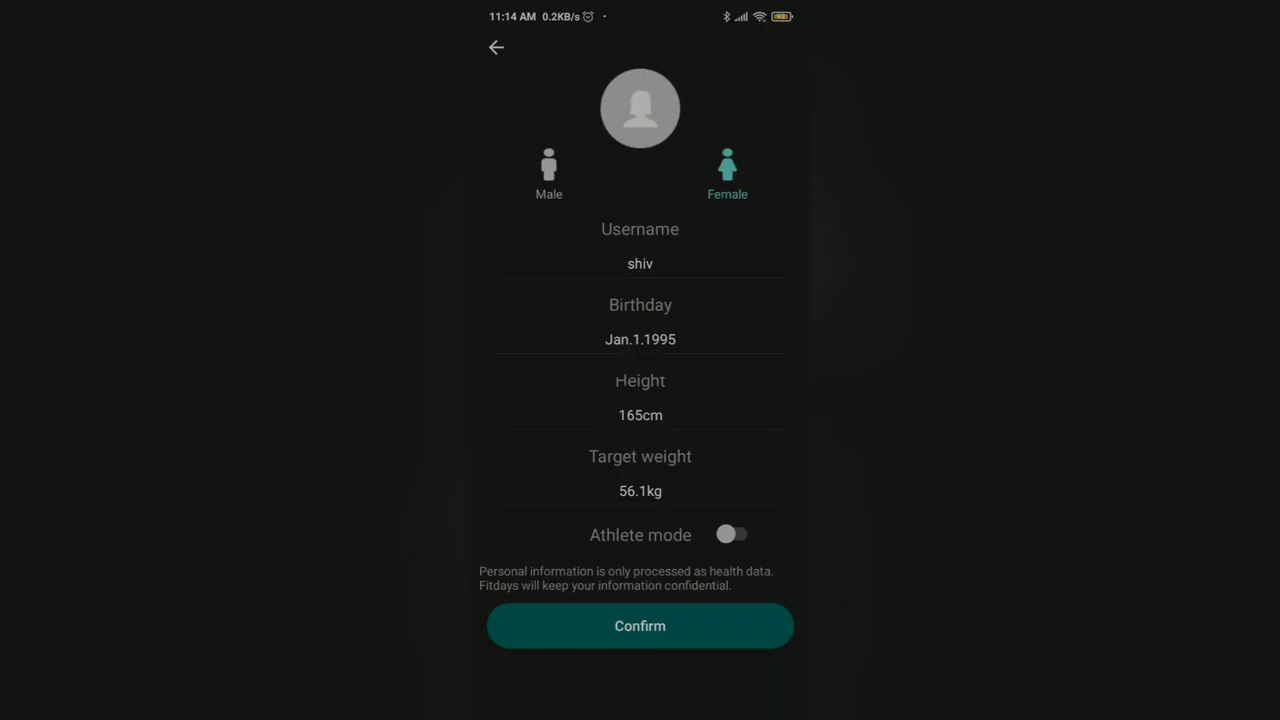 11:14 AM 0.2KB/s
Male
Female
Username
shiv
Birthday
Jan.1.1995
Height
165cm
Target weight
56.1kg
Athlete mode
Personal information is only processed as health data.
Fitdays will keep your information confidential.
Confirm